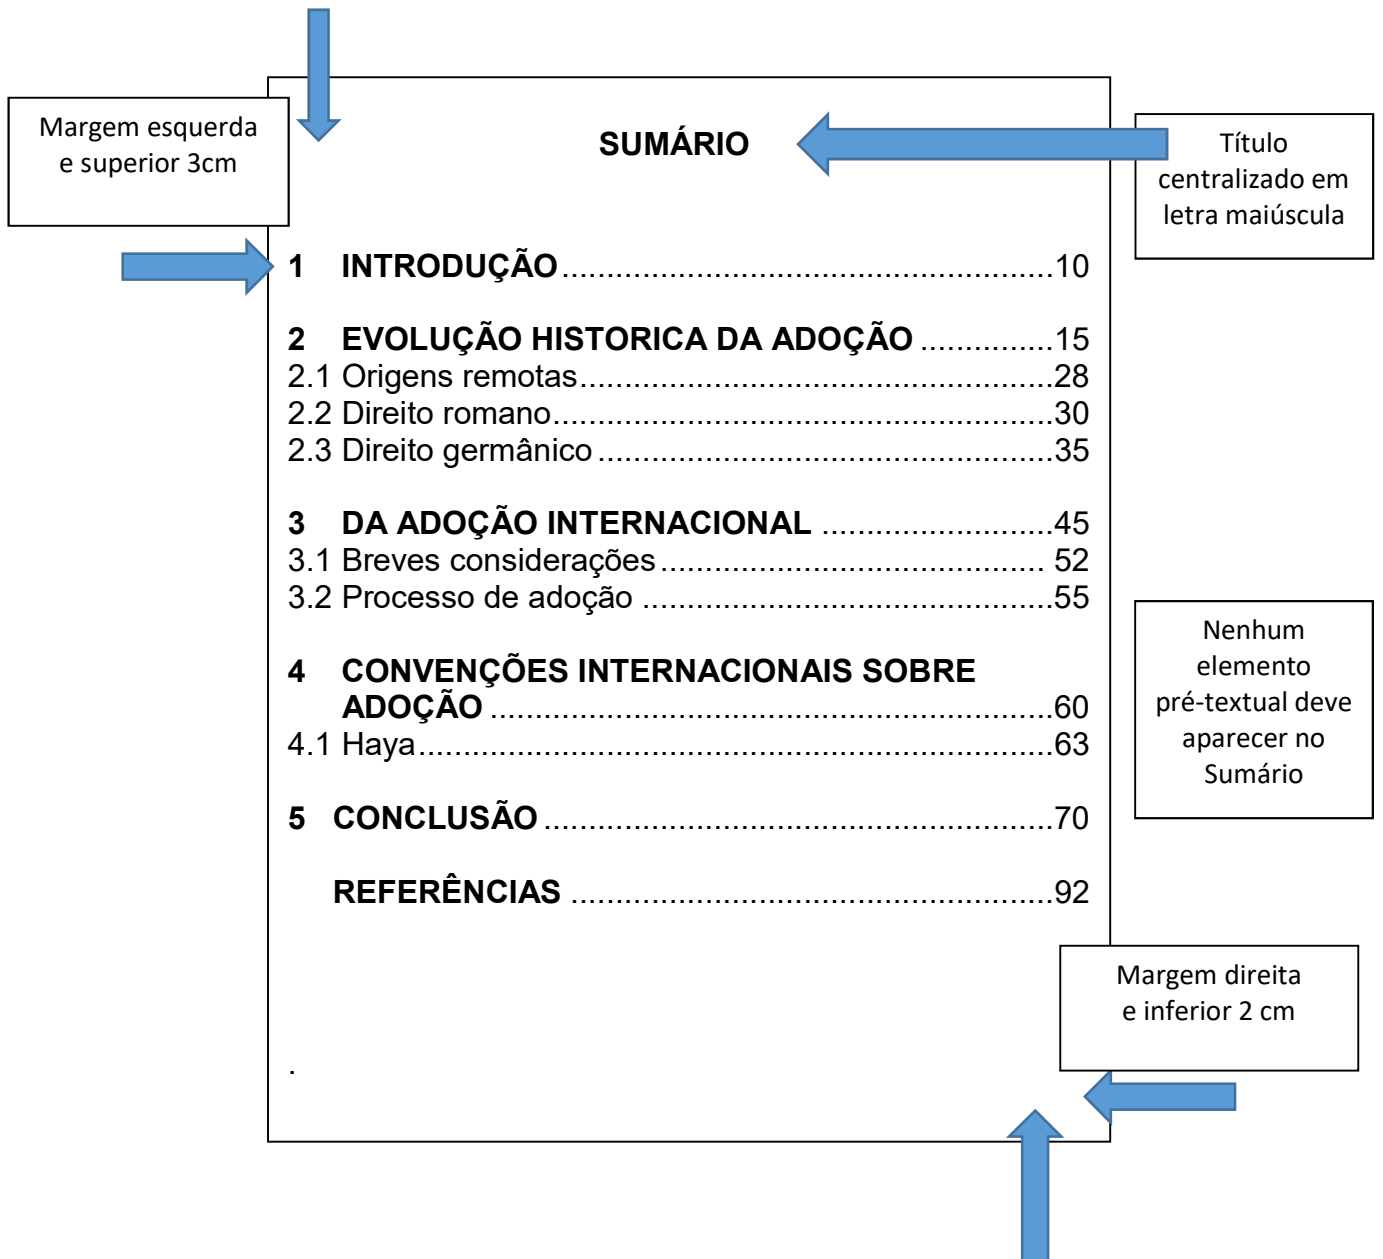 Margem esquerda
e superior 3cm
SUMÁRIO
Título
centralizado em
letra maiúscula
1 INTRODUÇÃO..........................................................10
2 EVOLUÇÃO HISTORICA DA ADOÇÃO ................15
2.1 Origens remotas.........................................................28
2.2 Direito romano............................................................30
2.3 Direito germânico.......................................................35
3 DA ADOÇÃO INTERNACIONAL ...........................45
3.1 Breves considerações............................................. 52
3.2 Processo de adoção ..................................................55
4 CONVENÇÕES INTERNACIONAIS SOBRE
ADOÇÃO...................................................................60
4.1 Haya............................................................................63
5 CONCLUSÃO.............................................................70
REFERÊNCIAS .........................................................92
.
Nenhum
elemento
pré-textual deve
aparecer no
Sumário
Margem direita
e inferior 2 cm